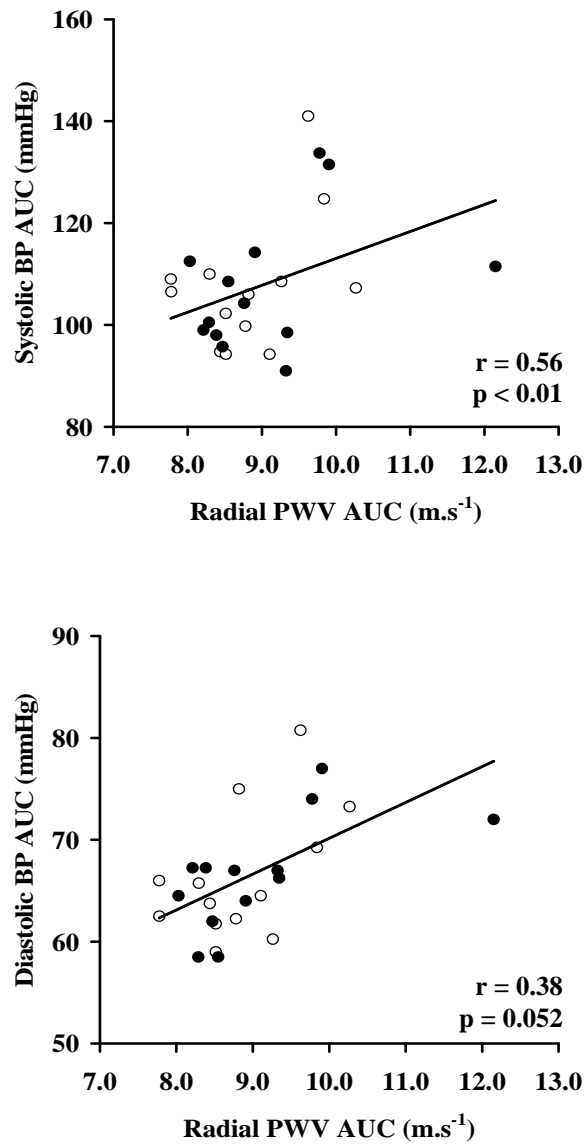 160
140
120
100
80
Systolic BP AUC (mmHg)
r = 0.56
p < 0.01
7.0 8.0 9.0 10.0 11.0 12.0 13.0
Radial PWV AUC (m.s⁻¹)
90
80
70
60
50
Diastolic BP AUC (mmHg)
r = 0.38
p = 0.052
7.0 8.0 9.0 10.0 11.0 12.0 13.0
Radial PWV AUC (m.s⁻¹)